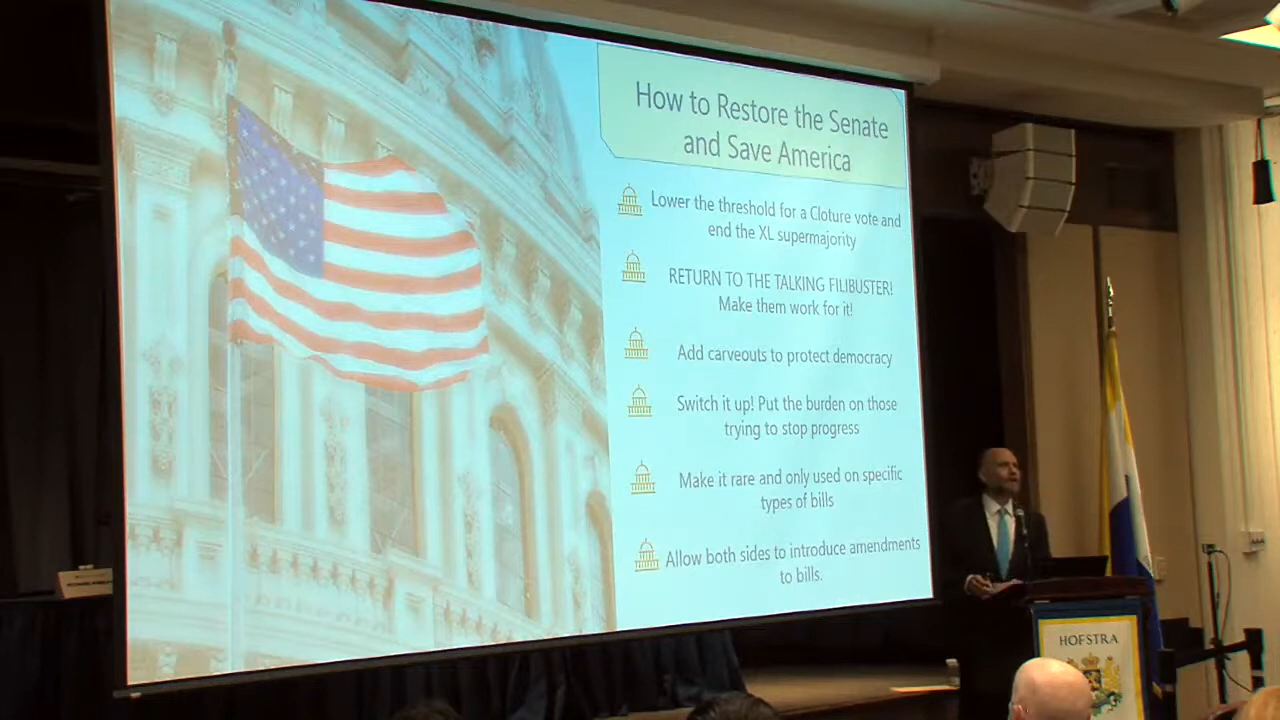 How to Restore the Senate
and Save America
Lower the threshold for a Cloture vote and
end the XL supermajority
RETURN TO THE TALKING FILIBUSTER!
Make them work for it!
Add carveouts to protect democracy
Switch it up! Put the burden on those
trying to stop progress
Make it rare and only used on specific
types of bills
Allow both sides to introduce amendments
to bills.
HOFSTRA